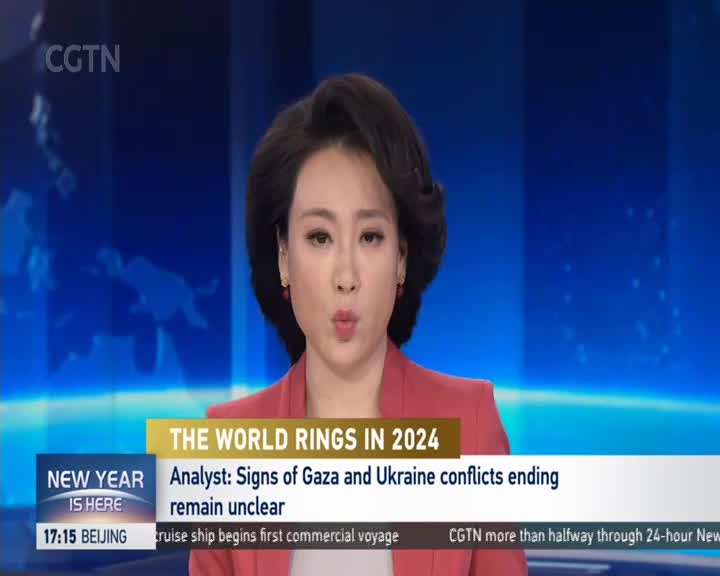 CGTN
THE WORLD RINGS IN 2024
Analyst: Signs of Gaza and Ukraine conflicts ending
remain unclear
NEW YEAR
IS HERE
17:15 BEIJING
cruise ship begins first commercial voyage CGTN more than halfway through 24-hour New